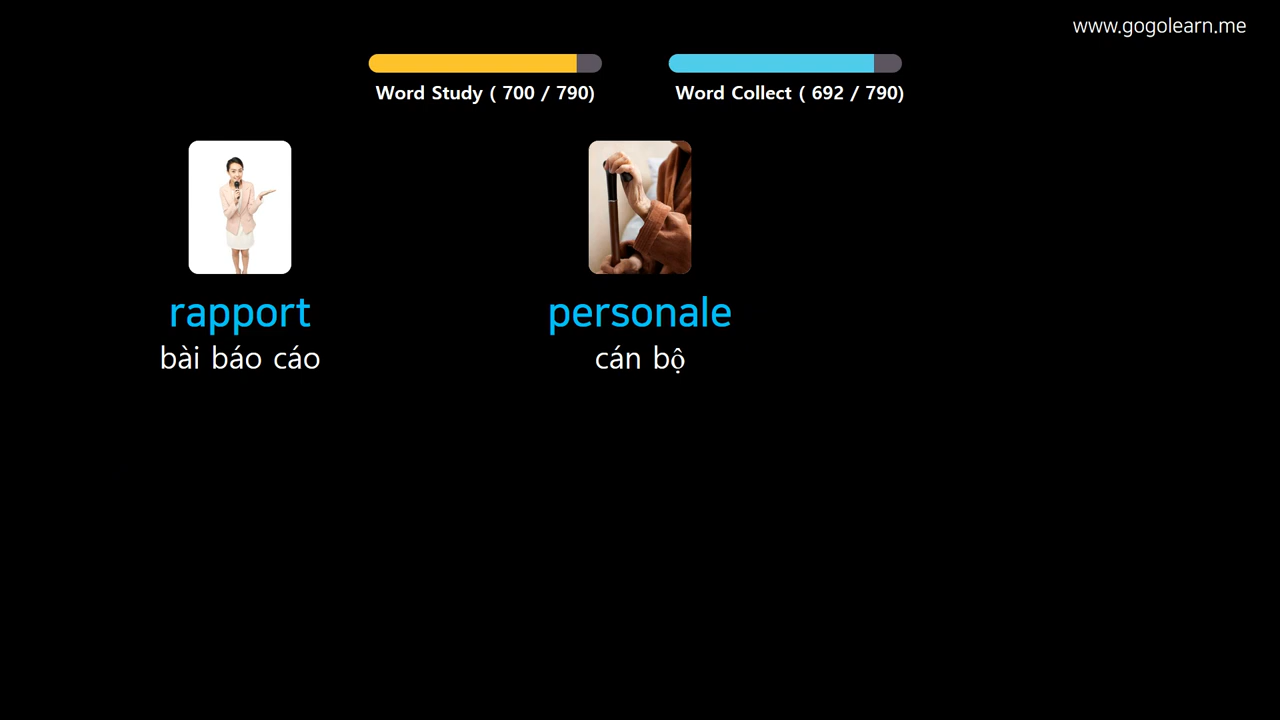 www.gogolearn.me
Word Study ( 700 / 790)
Word Collect ( 692 / 790)
rapport
bài báo cáo
personale
cán bộ